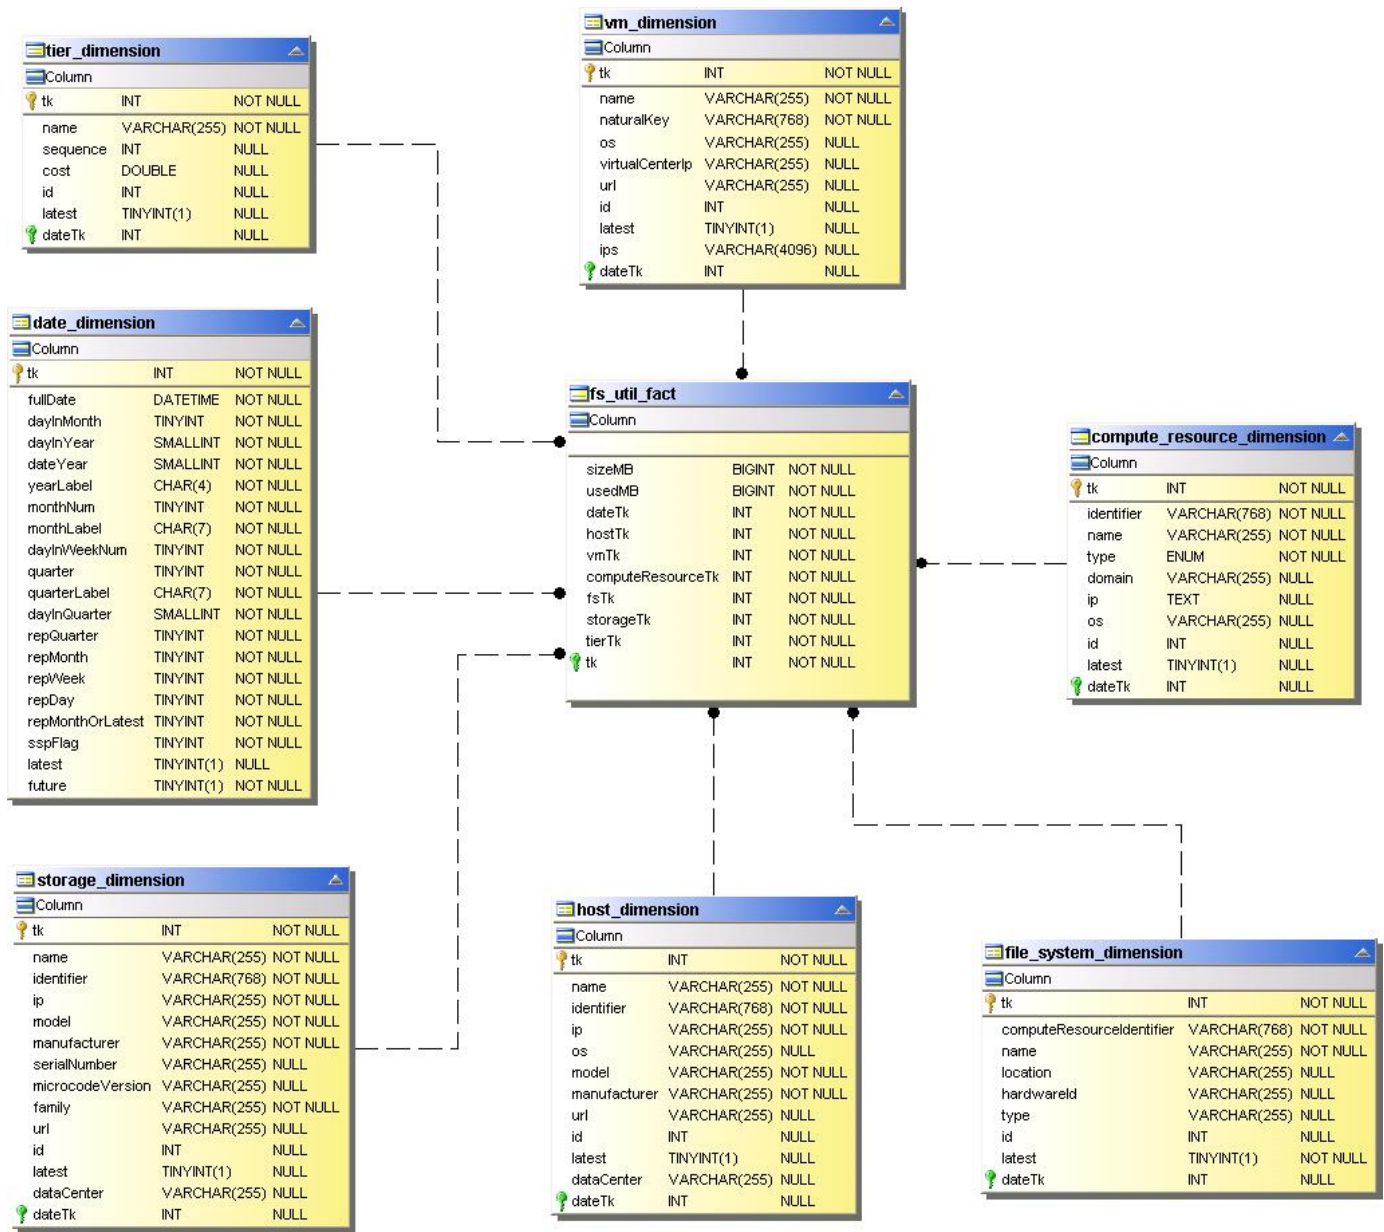 tier_dimension
Column
tk INT NOT NULL
name VARCHAR(255) NOT NULL
sequence INT NULL
cost DOUBLE NULL
id INT NULL
latest TINYINT(1) NULL
dateTk INT NULL
vm_dimension
Column
tk INT NOT NULL
name VARCHAR(255) NOT NULL
naturalKey VARCHAR(768) NOT NULL
os VARCHAR(255) NULL
virtualCenterIp VARCHAR(255) NULL
url VARCHAR(255) NULL
id INT NULL
latest TINYINT(1) NULL
ips VARCHAR(4096) NULL
dateTk INT NULL
date_dimension
Column
tk INT NOT NULL
fullDate DATETIME NOT NULL
dayInMonth TINYINT NOT NULL
dayInYear SMALLINT NOT NULL
dateYear SMALLINT NOT NULL
yearLabel CHAR(4) NOT NULL
monthNum TINYINT NOT NULL
monthLabel CHAR(7) NOT NULL
dayInWeekNum TINYINT NOT NULL
quarter TINYINT NOT NULL
quarterLabel CHAR(7) NOT NULL
dayInQuarter SMALLINT NOT NULL
repQuarter TINYINT NOT NULL
repMonth TINYINT NOT NULL
repWeek TINYINT NOT NULL
repDay TINYINT NOT NULL
repMonthOrLatest TINYINT NOT NULL
sspFlag TINYINT NOT NULL
latest TINYINT(1) NULL
future TINYINT(1) NOT NULL
fs_util_fact
Column
sizeMB BIGINT NOT NULL
usedMB BIGINT NOT NULL
dateTk INT NOT NULL
hostTk INT NOT NULL
vmTk INT NOT NULL
computeResourceTk INT NOT NULL
fsTk INT NOT NULL
storageTk INT NOT NULL
tierTk INT NOT NULL
tk INT NOT NULL
compute_resource_dimension
Column
tk INT NOT NULL
identifier VARCHAR(768) NOT NULL
name VARCHAR(255) NOT NULL
type ENUM NOT NULL
domain VARCHAR(255) NULL
ip TEXT NULL
os VARCHAR(255) NULL
id INT NULL
latest TINYINT(1) NULL
dateTk INT NULL
storage_dimension
Column
tk INT NOT NULL
name VARCHAR(255) NOT NULL
identifier VARCHAR(768) NOT NULL
ip VARCHAR(255) NOT NULL
model VARCHAR(255) NOT NULL
manufacturer VARCHAR(255) NOT NULL
serialNumber VARCHAR(255) NULL
microcodeVersion VARCHAR(255) NULL
family VARCHAR(255) NOT NULL
url VARCHAR(255) NULL
id INT NULL
latest TINYINT(1) NULL
dataCenter VARCHAR(255) NULL
dateTk INT NULL
host_dimension
Column
tk INT NOT NULL
name VARCHAR(255) NOT NULL
identifier VARCHAR(768) NOT NULL
ip VARCHAR(255) NOT NULL
os VARCHAR(255) NULL
model VARCHAR(255) NOT NULL
manufacturer VARCHAR(255) NOT NULL
url VARCHAR(255) NULL
id INT NULL
latest TINYINT(1) NULL
dataCenter VARCHAR(255) NULL
dateTk INT NULL
file_system_dimension
Column
tk INT NOT NULL
computeResourceIdentifier VARCHAR(768) NOT NULL
name VARCHAR(255) NOT NULL
location VARCHAR(255) NULL
hardwareId VARCHAR(255) NULL
type VARCHAR(255) NULL
id INT NULL
latest TINYINT(1) NOT NULL
dateTk INT NULL